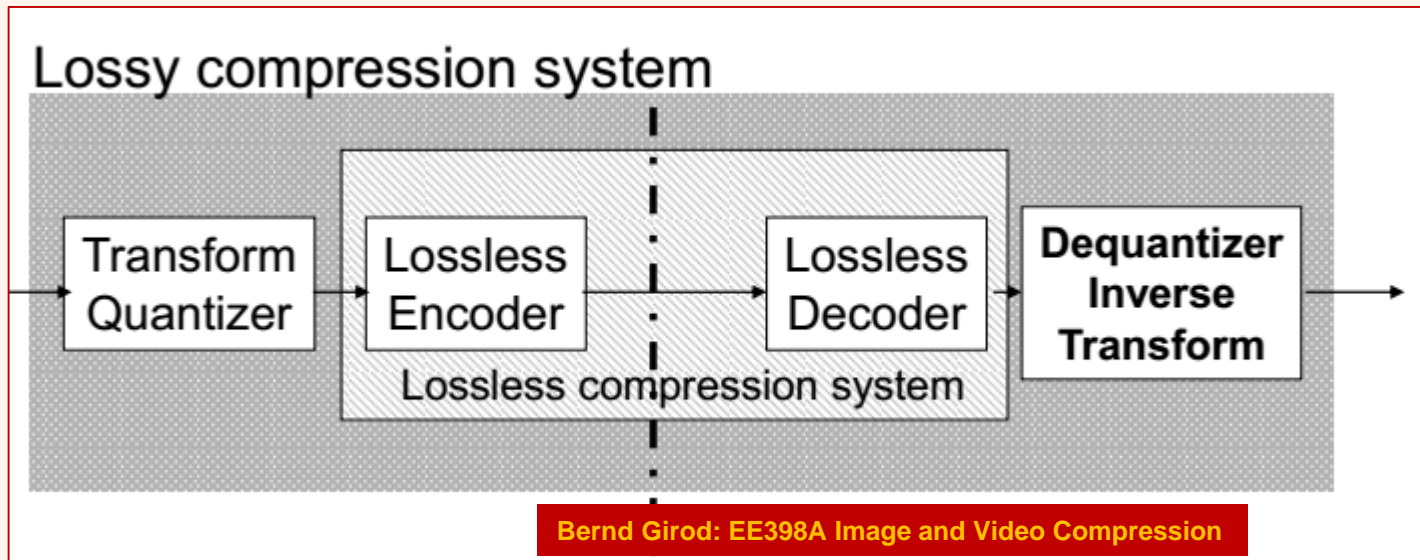 Lossy compression system
Transform
Quantizer
Lossless
Encoder
Lossless
Decoder
Dequantizer
Inverse
Transform
Lossless compression system
Bernd Girod: EE398A Image and Video Compression